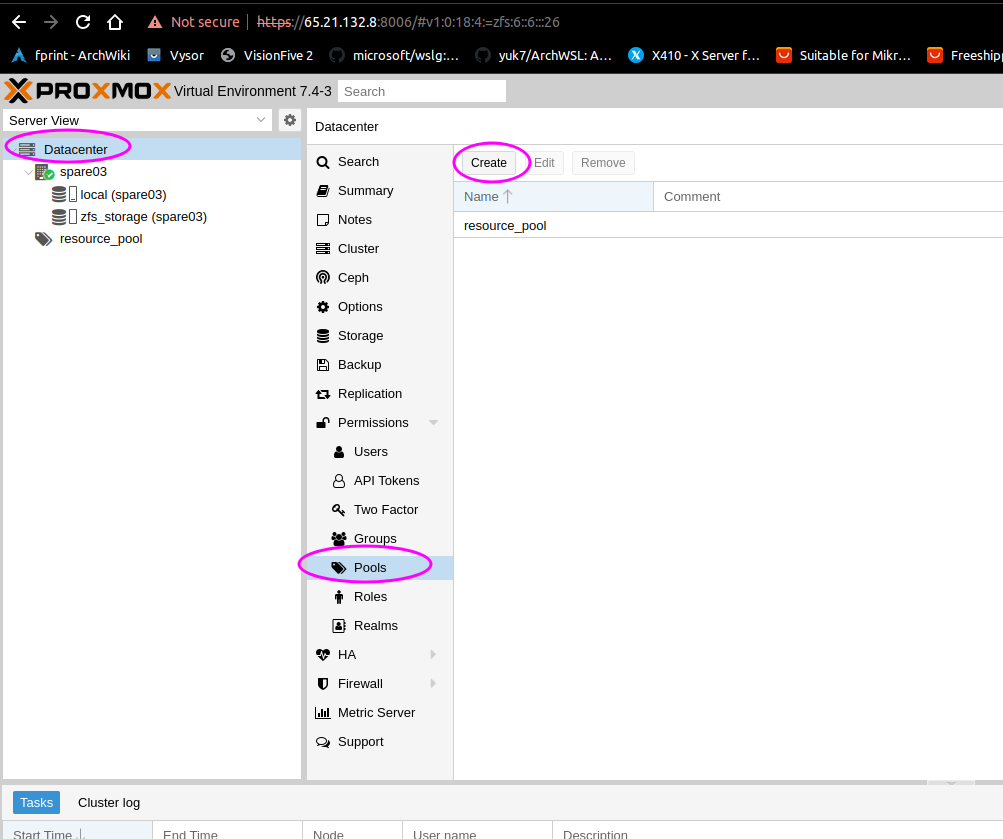 Not secure https://65.21.132.8:8006/#v1:0:18:4:=zfs:6::6:::26
fprint - ArchWiki Vysor VisionFive 2 microsoft/wslg:... yuk7/ArchWSL: A... X410 - X Server f... Suitable for Mikr... Freeship
PROXMOX Virtual Environment 7.4-3 Search
Server View
Datacenter
spare03
local (spare03)
zfs_storage (spare03)
resource_pool
Datacenter
Search
Summary
Notes
Cluster
Ceph
Options
Storage
Backup
Replication
Permissions
Users
API Tokens
Two Factor
Groups
Pools
Roles
Realms
HA
Firewall
Metric Server
Support
Create Edit Remove
Name Comment
resource_pool
Tasks Cluster log
Start Time End Time Node User name Description